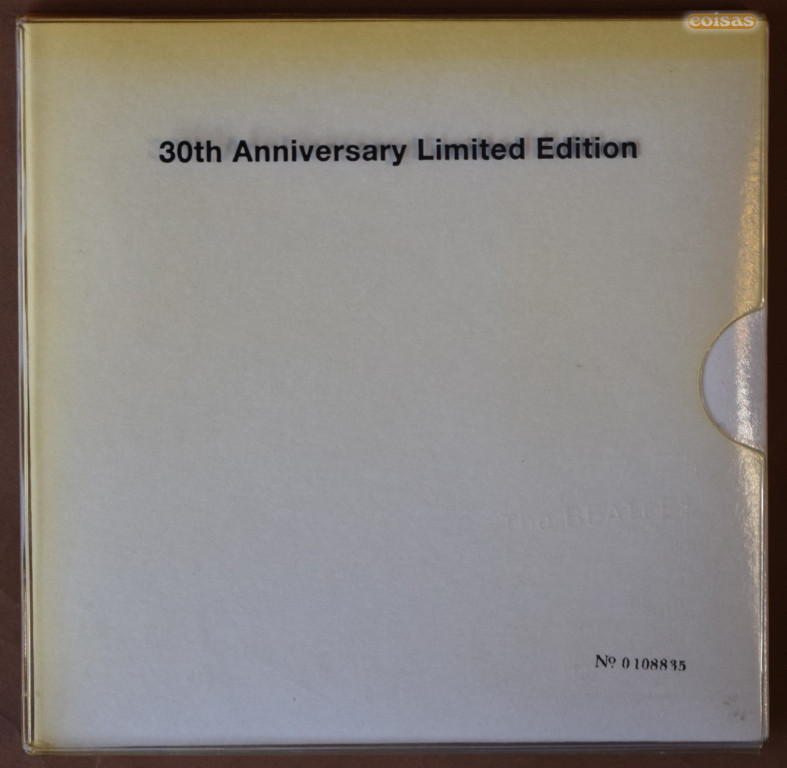 coisas
30th Anniversary Limited Edition
The BEATLES
Nº 0108835